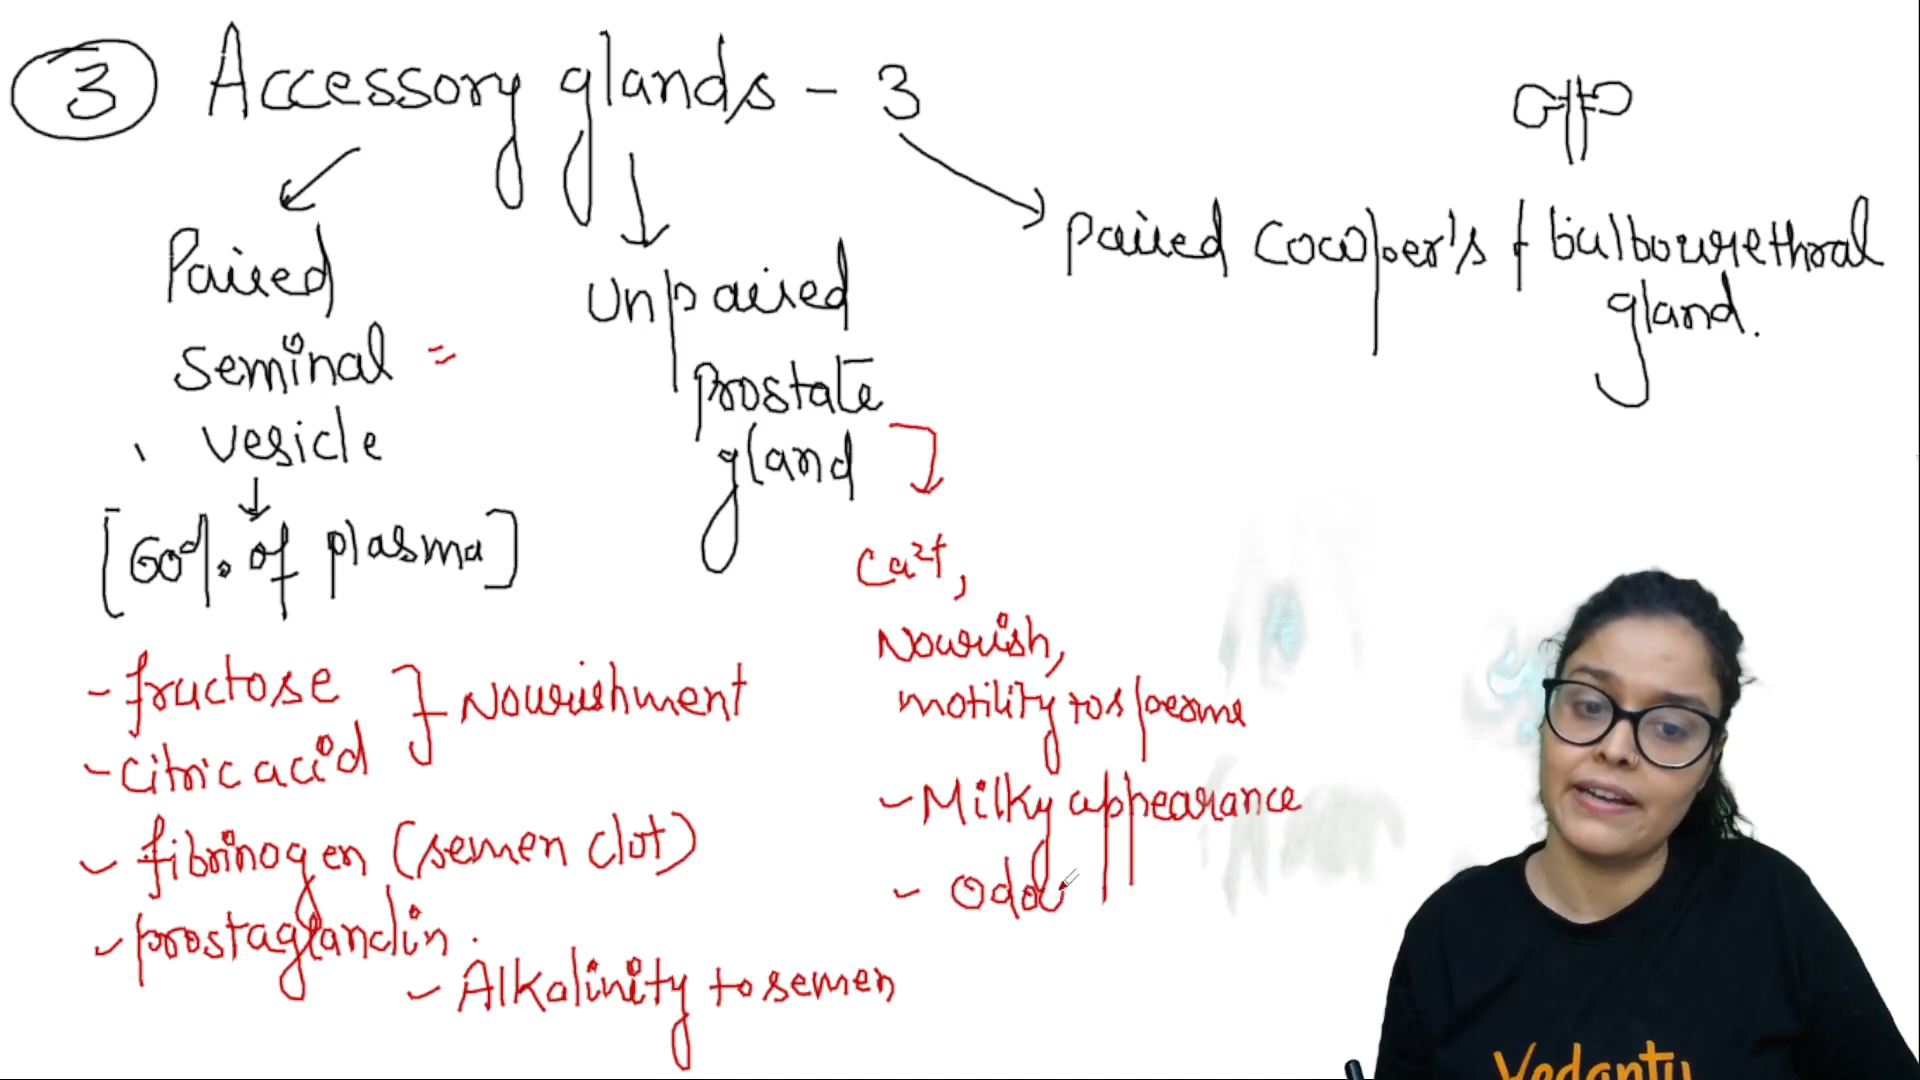 3 Accessory glands - 3
Paired
seminal =
vesicle
[60% of plasma]
- fructose
- citric acid
} Nourishment
- fibrinogen (semen clot)
- prostaglandin.
- Alkalinity to semen
Unpaired
prostate
gland
Ca2+,
Nourish,
motility to sperms
- Milky appearance
- Odou
paired cowper's / bulbourethral
gland.
Vedantu